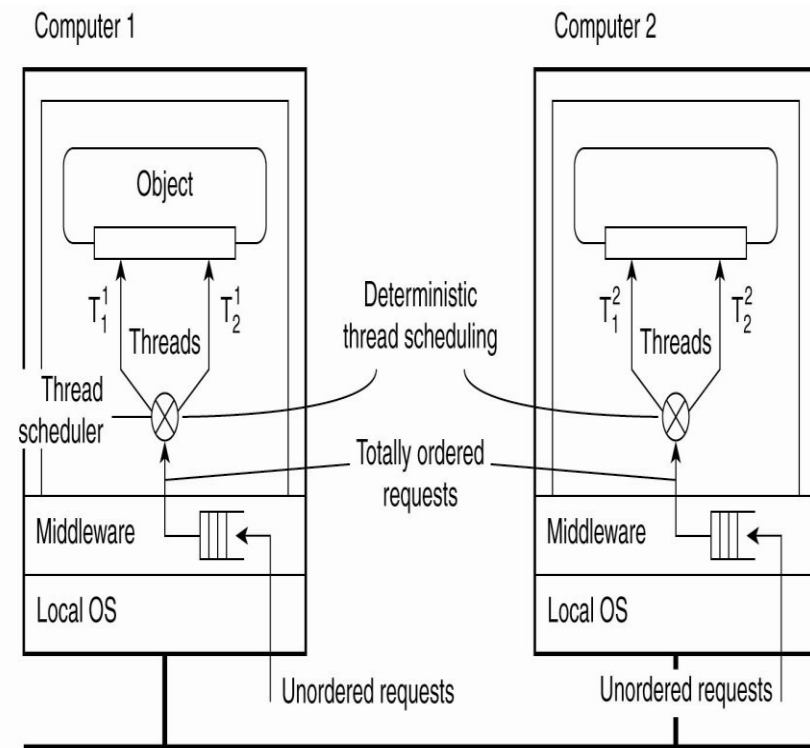 Computer 1
Computer 2
Object
T₁¹
T₂¹
Threads
Thread
scheduler
Deterministic
thread scheduling
T₁²
T₂²
Threads
Totally ordered
requests
Middleware
Middleware
Local OS
Local OS
Unordered requests
Unordered requests